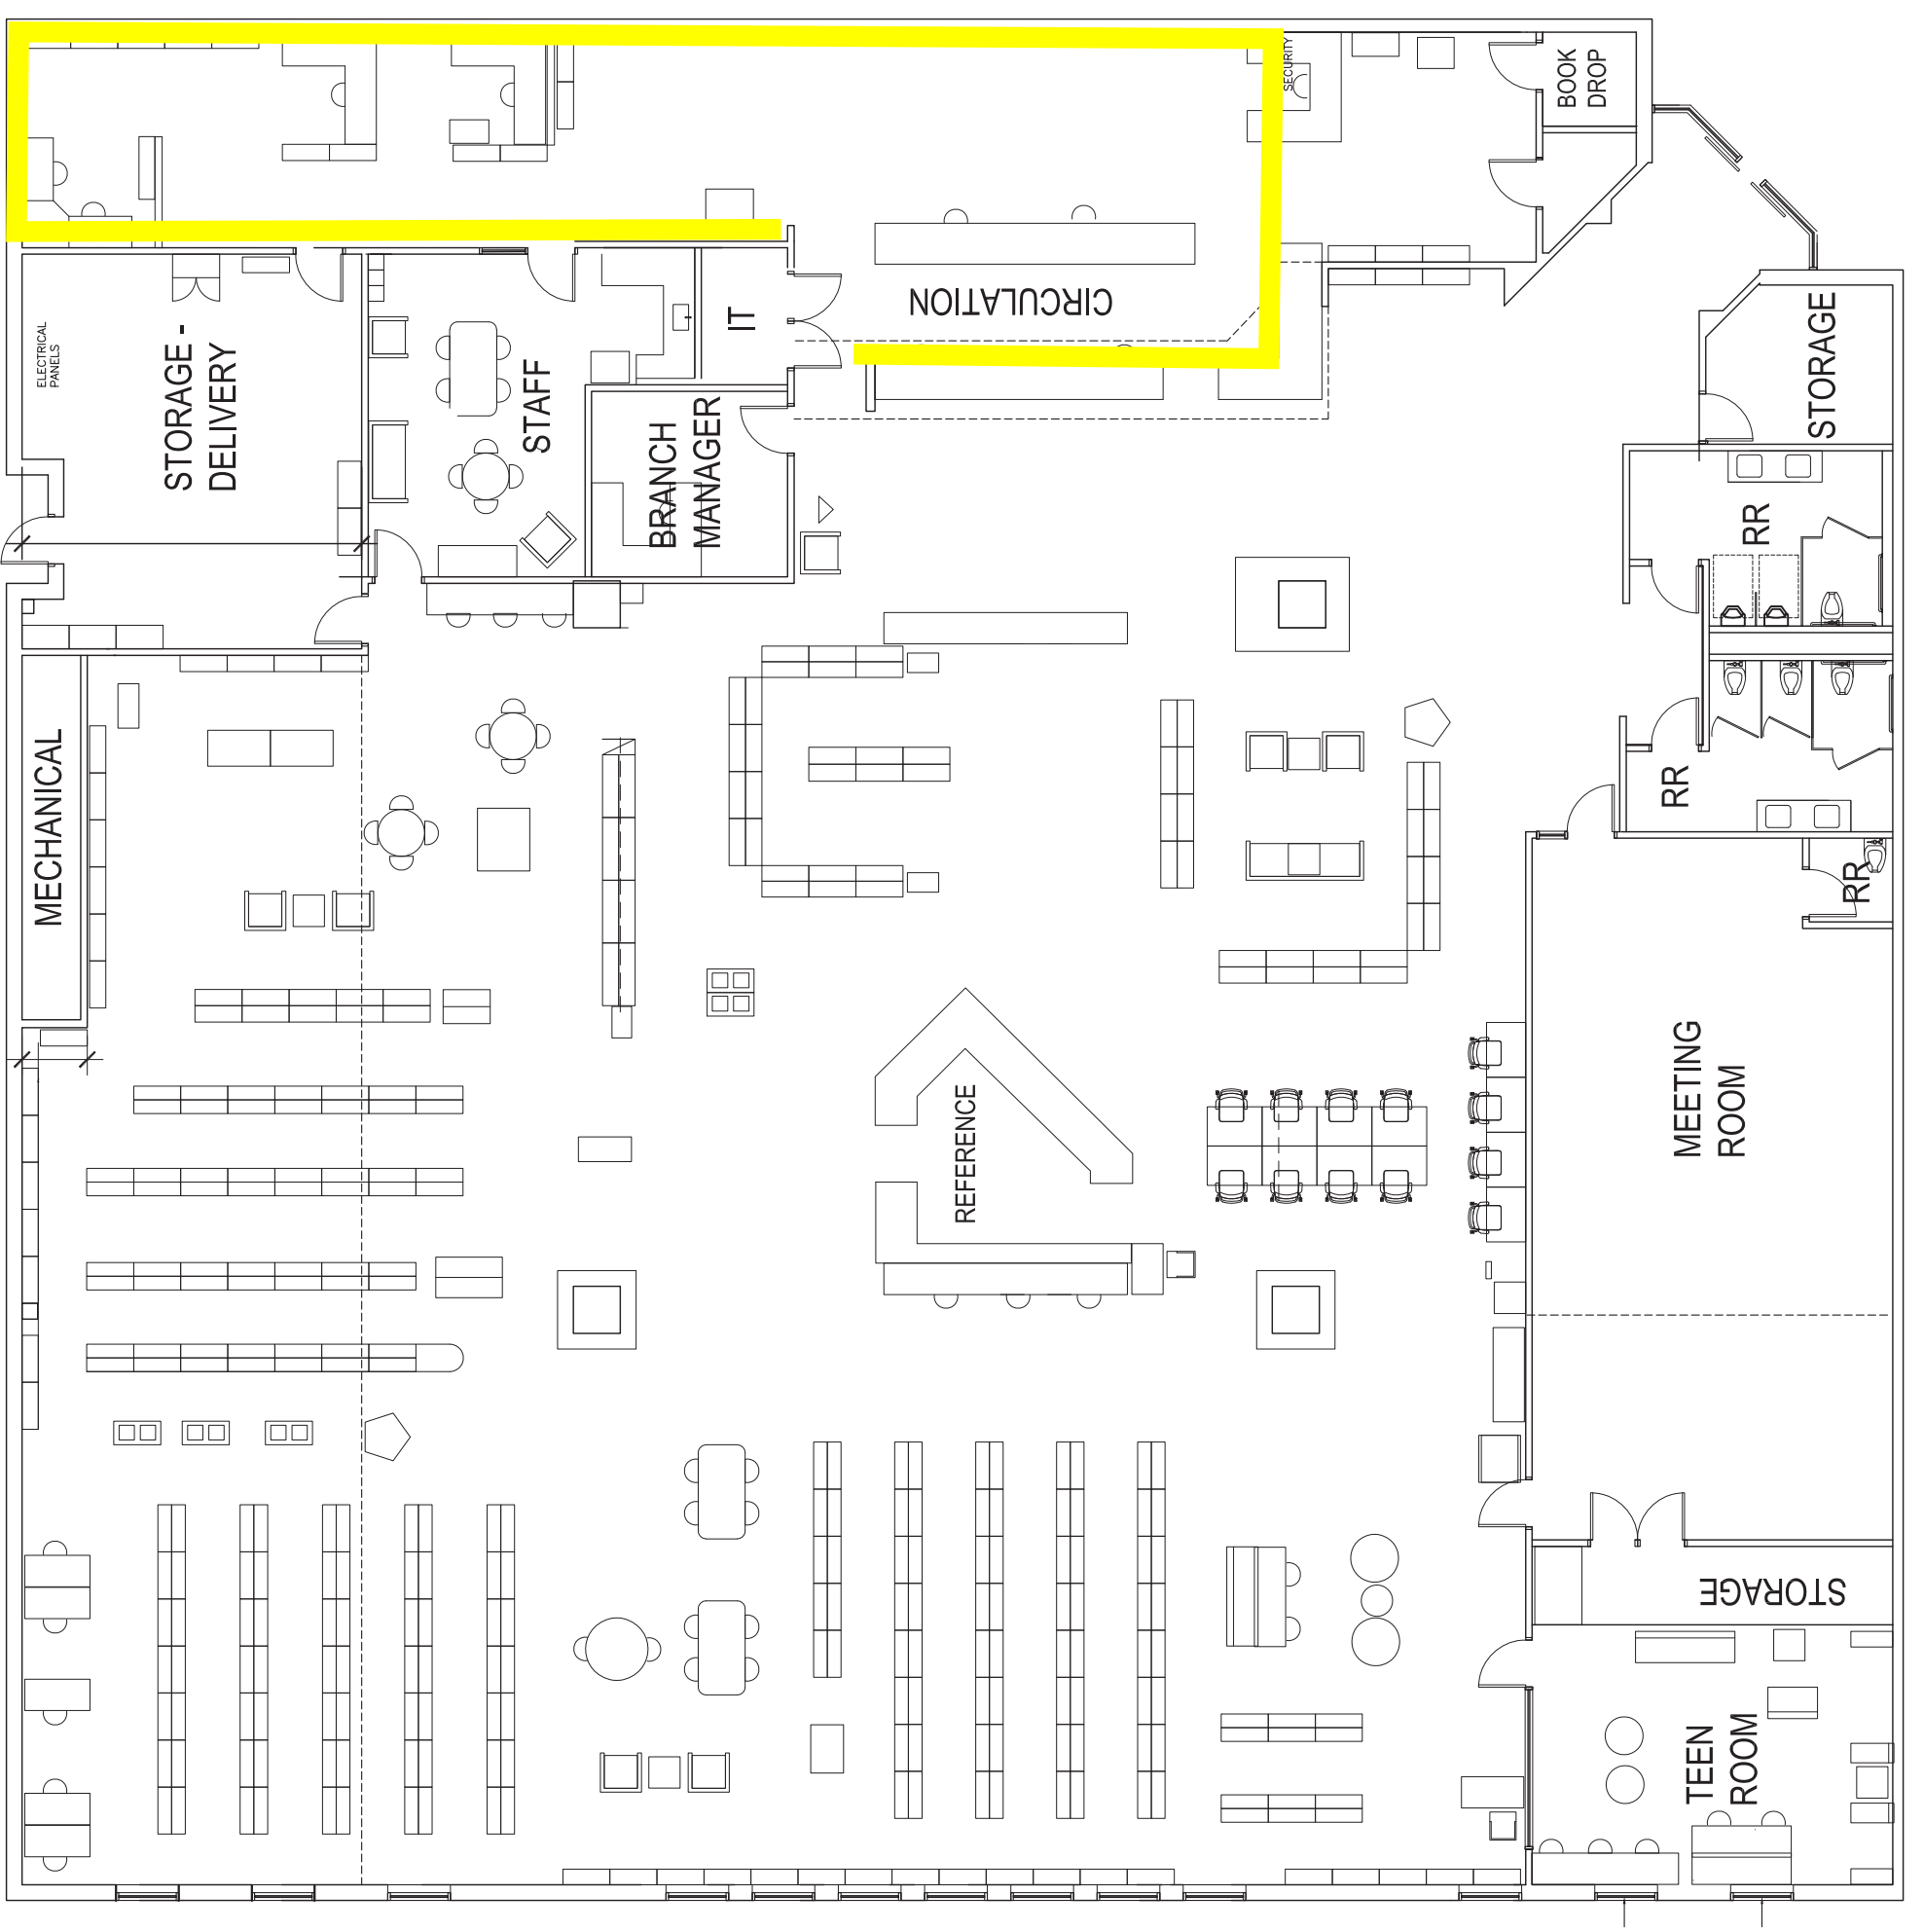 SECURITY
BOOK
DROP
CIRCULATION
IT
ELECTRICAL
PANELS
STORAGE -
DELIVERY
STAFF
BRANCH
MANAGER
STORAGE
RR
MECHANICAL
RR
RR
REFERENCE
MEETING
ROOM
STORAGE
TEEN
ROOM